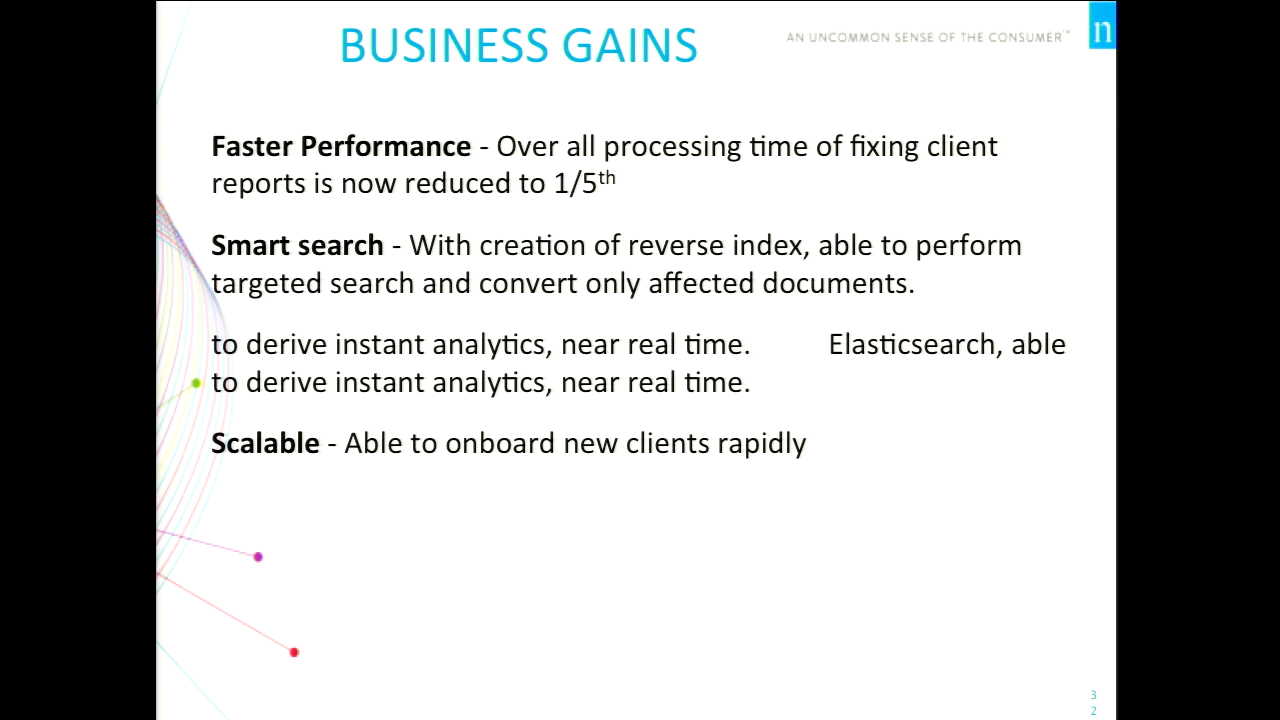 BUSINESS GAINS
AN UNCOMMON SENSE OF THE CONSUMER™
n
Faster Performance - Over all processing time of fixing client
reports is now reduced to 1/5th
Smart search - With creation of reverse index, able to perform
targeted search and convert only affected documents.
to derive instant analytics, near real time. Elasticsearch, able
to derive instant analytics, near real time.
Scalable - Able to onboard new clients rapidly
3
2